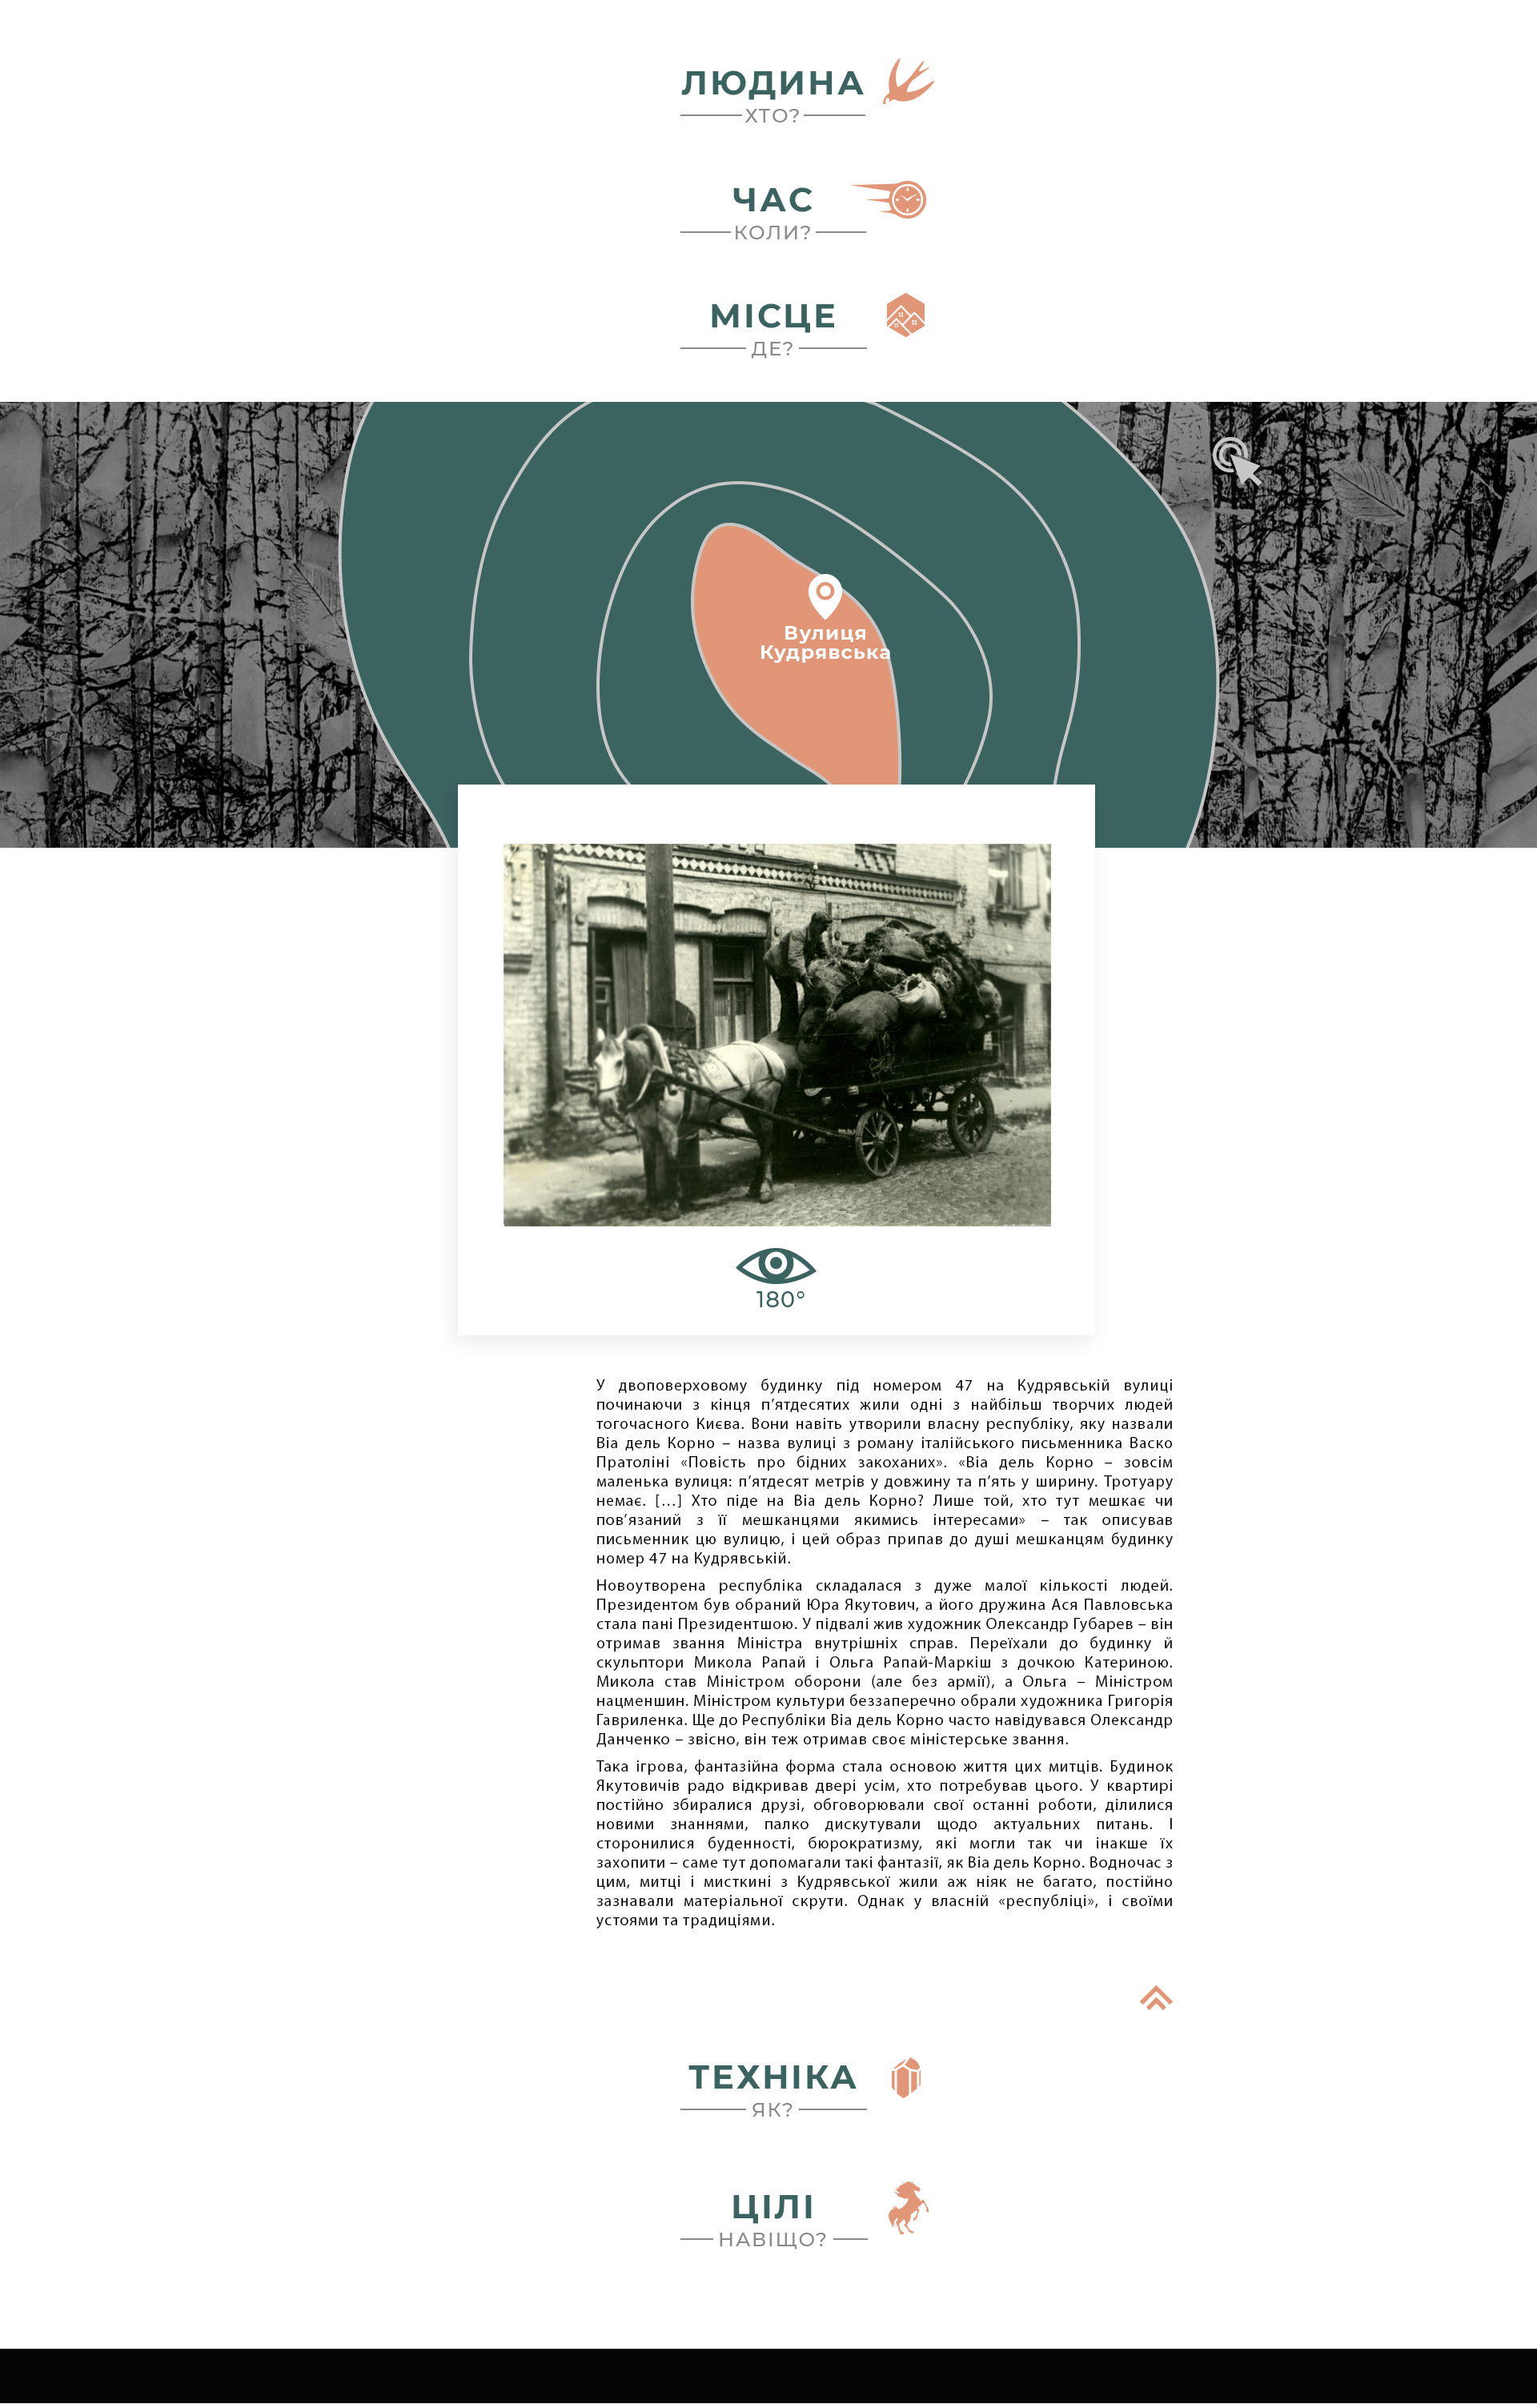 ЛЮДИНА
ХТО?
ЧАС
КОЛИ?
МІСЦЕ
ДЕ?
Вулиця
Кудрявська
180°
У двоповерховому будинку під номером 47 на Кудрявській вулиці
починаючи з кінця п’ятдесятих жили одні з найбільш творчих людей
тогочасного Києва. Вони навіть утворили власну республіку, яку назвали
Віа дель Корно – назва вулиці з роману італійського письменника Васко
Пратоліні «Повість про бідних закоханих». «Віа дель Корно – зовсім
маленька вулиця: п’ятдесят метрів у довжину та п’ять у ширину. Тротуару
немає. […] Хто піде на Віа дель Корно? Лише той, хто тут мешкає чи
пов’язаний з її мешканцями якимись інтересами» – так описував
письменник цю вулицю, і цей образ припав до душі мешканцям будинку
номер 47 на Кудрявській.
Новоутворена республіка складалася з дуже малої кількості людей.
Президентом був обраний Юра Якутович, а його дружина Ася Павловська
стала пані Президентшою. У підвалі жив художник Олександр Губарев – він
отримав звання Міністра внутрішніх справ. Переїхали до будинку й
скульптори Микола Рапай і Ольга Рапай-Маркіш з дочкою Катериною.
Микола став Міністром оборони (але без армії), а Ольга – Міністром
нацменшин. Міністром культури беззаперечно обрали художника Григорія
Гавриленка. Ще до Республіки Віа дель Корно часто навідувався Олександр
Данченко – звісно, він теж отримав своє міністерське звання.
Така ігрова, фантазійна форма стала основою життя цих митців. Будинок
Якутовичів радо відкривав двері усім, хто потребував цього. У квартирі
постійно збиралися друзі, обговорювали свої останні роботи, ділилися
новими знаннями, палко дискутували щодо актуальних питань. І
сторонилися буденності, бюрократизму, які могли так чи інакше їх
захопити – саме тут допомагали такі фантазії, як Віа дель Корно. Водночас з
цим, митці і мисткині з Кудрявської жили аж ніяк не багато, постійно
зазнавали матеріальної скрути. Однак у власній «республіці», і своїми
устоями та традиціями.
ТЕХНІКА
ЯК?
ЦІЛІ
НАВІЩО?